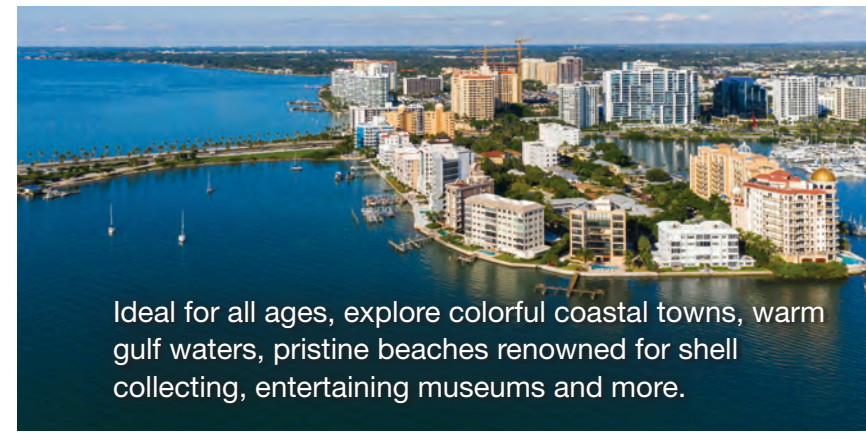 Ideal for all ages, explore colorful coastal towns, warm
gulf waters, pristine beaches renowned for shell
collecting, entertaining museums and more.